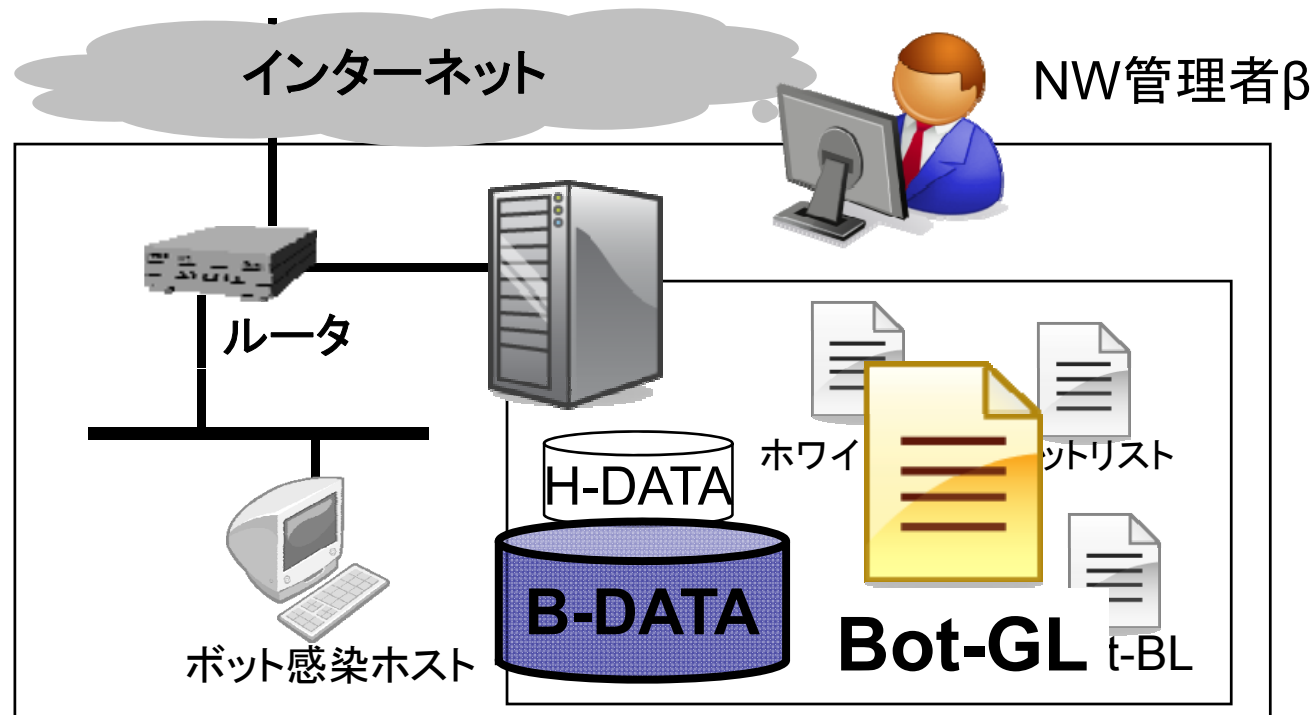 インターネット
NW管理者β
ルータ
ホワイ
ットリスト
H-DATA
B-DATA
Bot-GL
t-BL
ボット感染ホスト